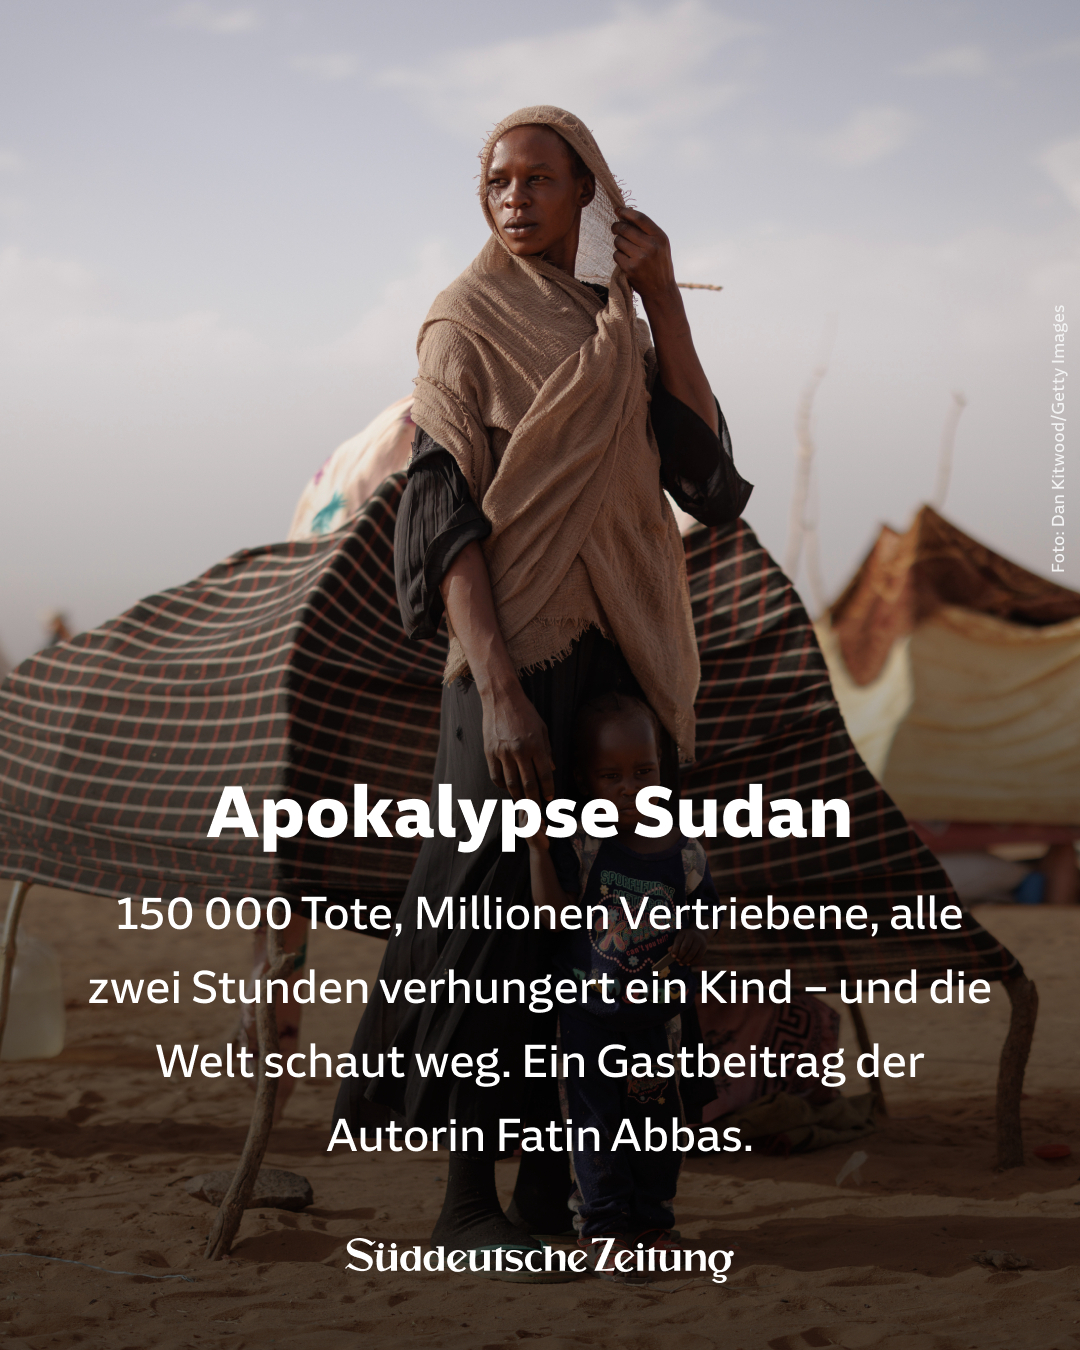 Foto: Dan Kitwood/Getty Images
Apokalypse Sudan
150 000 Tote, Millionen Vertriebene, alle
zwei Stunden verhungert ein Kind – und die
Welt schaut weg. Ein Gastbeitrag der
Autorin Fatin Abbas.
Süddeutsche Zeitung